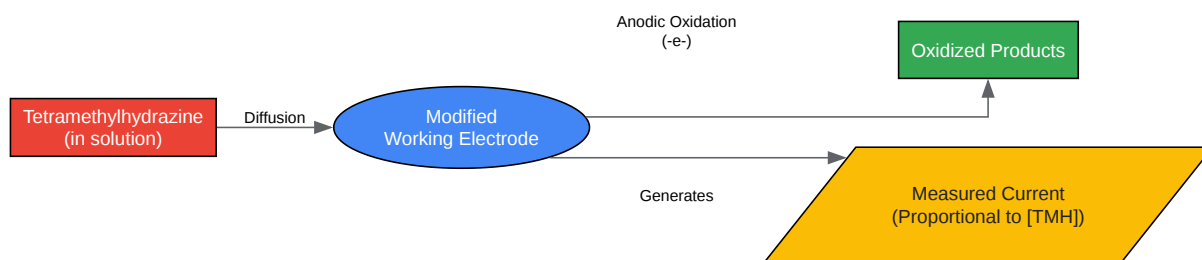 Anodic Oxidation
(-e-)
Oxidized Products
Tetramethylhydrazine
(in solution)
Diffusion
Modified
Working Electrode
Generates
Measured Current
(Proportional to [TMH])